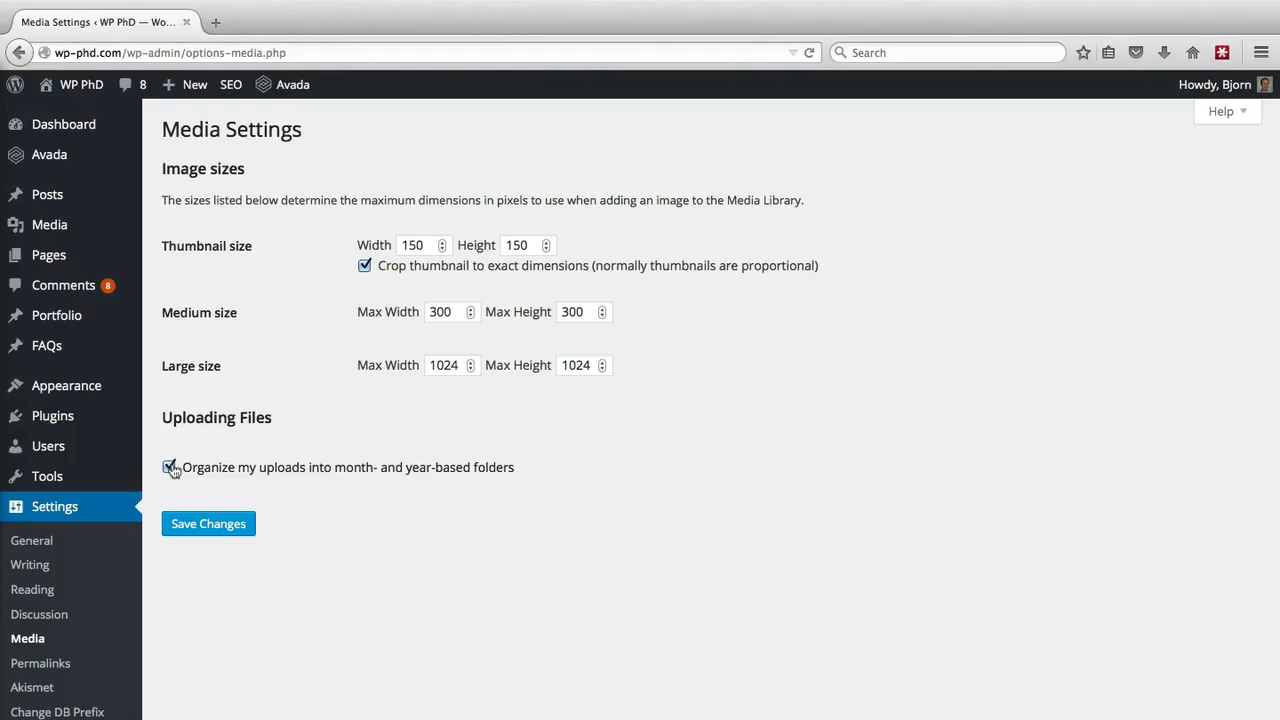 Media Settings ‹ WP PhD — Wo...
wp-phd.com/wp-admin/options-media.php
Search
WP PhD
8
New
SEO
Avada
Howdy, Bjorn
Help
Dashboard
Avada
Posts
Media
Pages
Comments 8
Portfolio
FAQs
Appearance
Plugins
Users
Tools
Settings
General
Writing
Reading
Discussion
Media
Permalinks
Akismet
Change DB Prefix
Media Settings
Image sizes
The sizes listed below determine the maximum dimensions in pixels to use when adding an image to the Media Library.
Thumbnail size
Width 150 Height 150
Crop thumbnail to exact dimensions (normally thumbnails are proportional)
Medium size
Max Width 300 Max Height 300
Large size
Max Width 1024 Max Height 1024
Uploading Files
Organize my uploads into month- and year-based folders
Save Changes